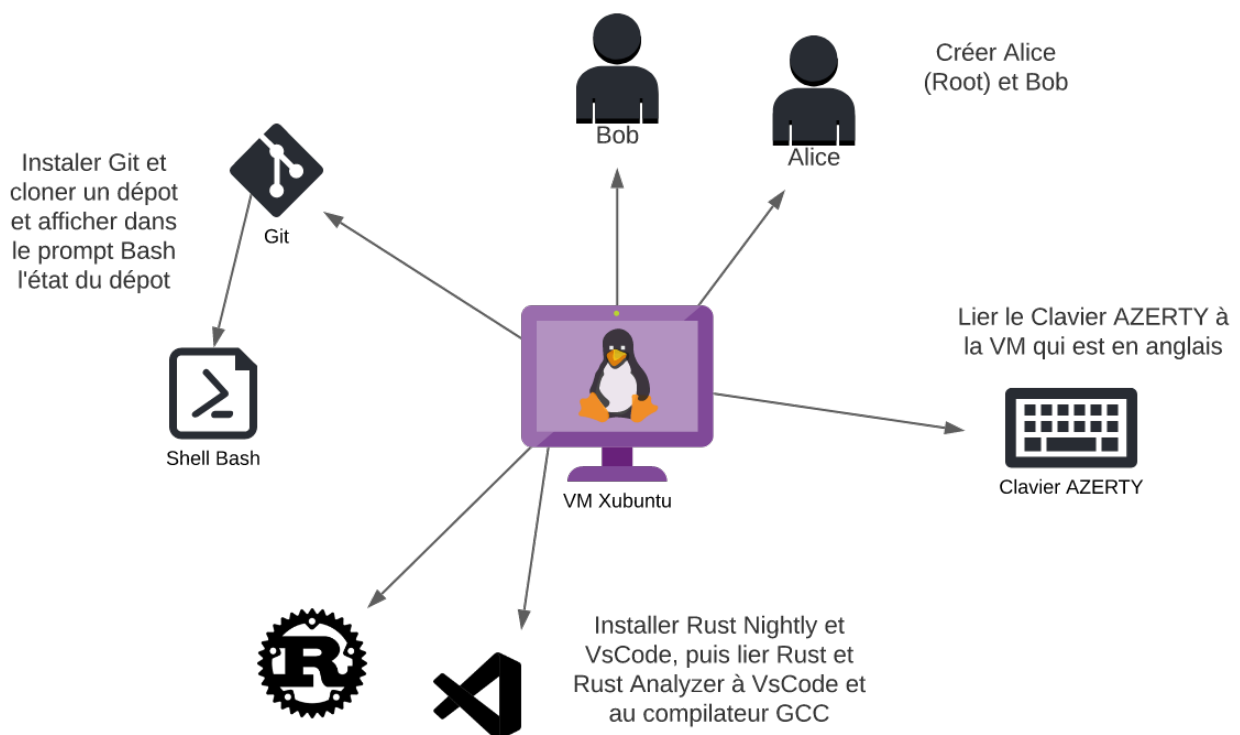 Bob
Alice
Créer Alice
(Root) et Bob
Instaler Git et
cloner un dépot
et afficher dans
le prompt Bash
l'état du dépot
Git
Shell Bash
VM Xubuntu
Lier le Clavier AZERTY à
la VM qui est en anglais
Clavier AZERTY
R
Installer Rust Nightly et
VsCode, puis lier Rust et
Rust Analyzer à VsCode et
au compilateur GCC